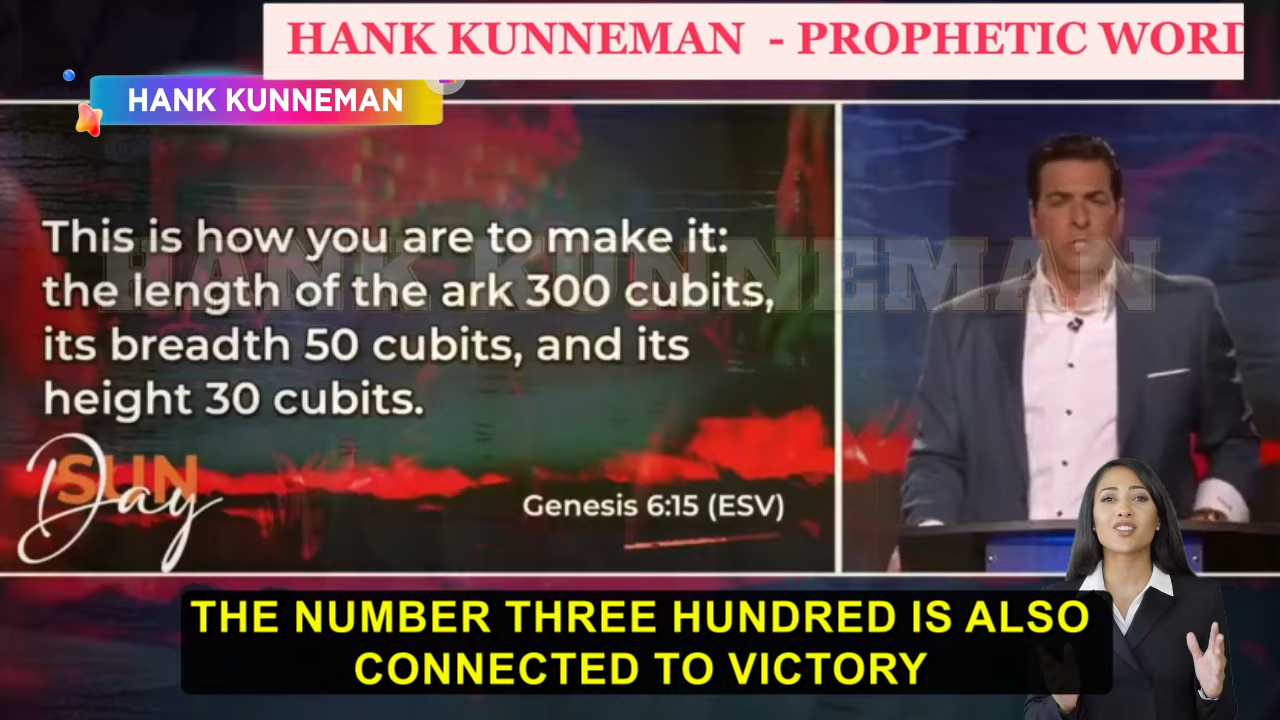 HANK KUNNEMAN - PROPHETIC WORD
HANK KUNNEMAN
This is how you are to make it:
the length of the ark 300 cubits,
its breadth 50 cubits, and its
height 30 cubits.
HANK KUNNEMAN
SUN
Day
Genesis 6:15 (ESV)
THE NUMBER THREE HUNDRED IS ALSO
CONNECTED TO VICTORY